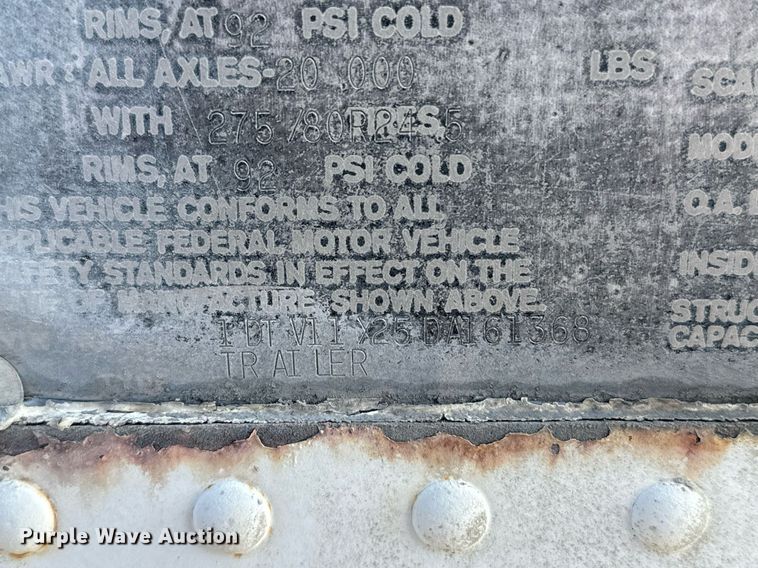 RIMS, AT 92 PSI COLD
AWR: ALL AXLES-20,000 LBS
WITH 275/80R24.5 TIRES,
RIMS, AT 92 PSI COLD
HIS VEHICLE CONFORMS TO ALL
PPLICABLE FEDERAL MOTOR VEHICLE
AFETY STANDARDS IN EFFECT ON THE
TE OF MANUFACTURE SHOWN ABOVE.
TRAILER
SCA
MOD
O.A.
INSID
STRUC
CAPAC
Purple Wave Auction